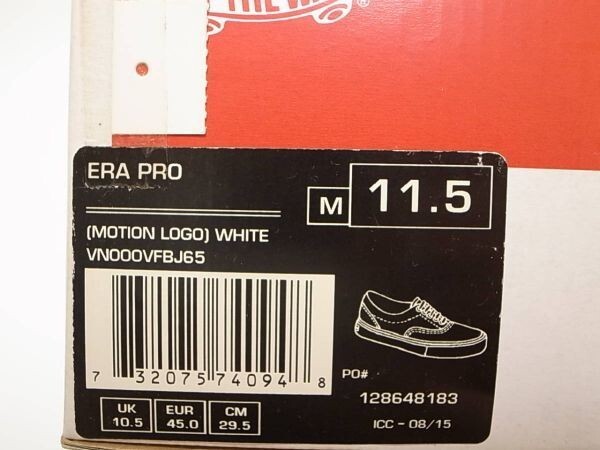 THE
ERA PRO
M 11.5
(MOTION LOGO) WHITE
VN000VFBJ65
7 32075 74094 8
PO#
128648183
UK EUR CM
10.5 45.0 29.5
ICC - 08/15